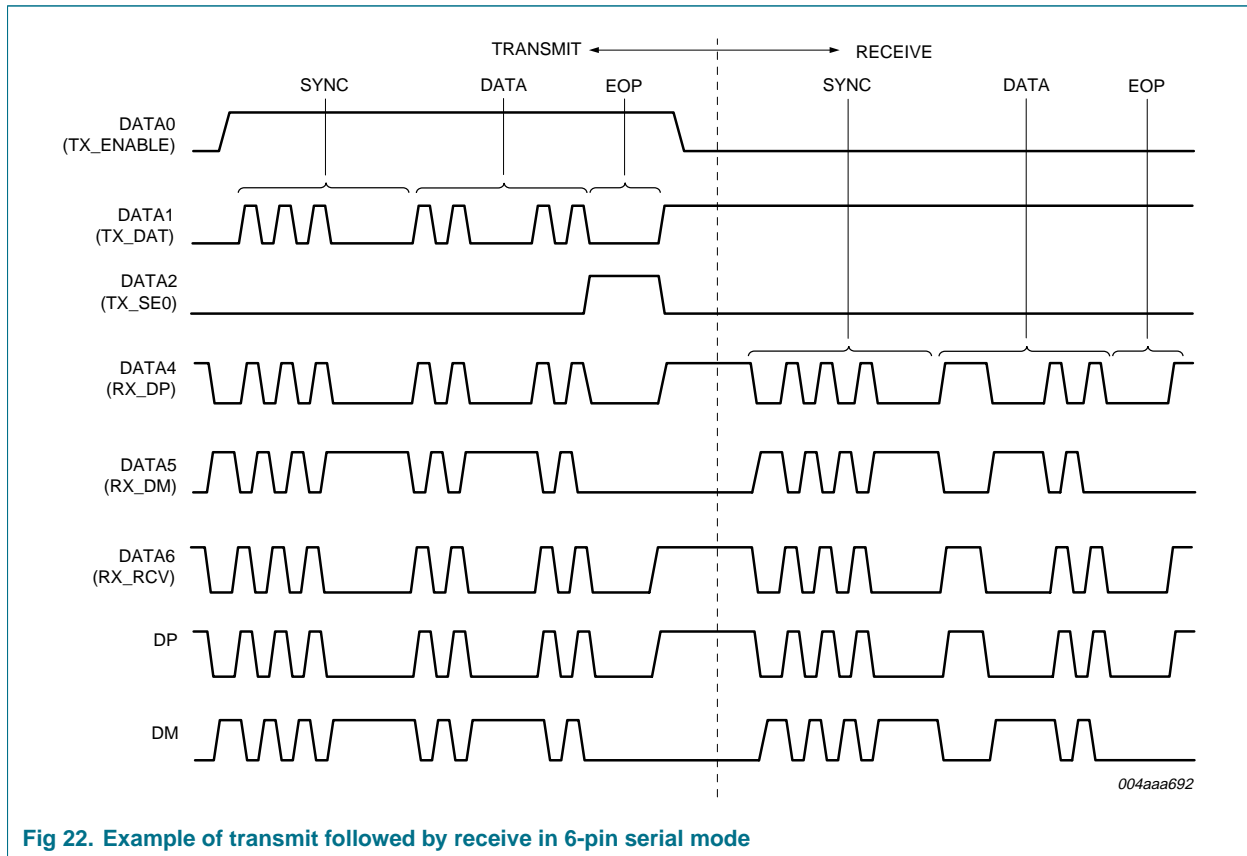 TRANSMIT
RECEIVE
SYNC
DATA
EOP
SYNC
DATA
EOP
DATA0
(TX_ENABLE)
DATA1
(TX_DAT)
DATA2
(TX_SE0)
DATA4
(RX_DP)
DATA5
(RX_DM)
DATA6
(RX_RCV)
DP
DM
004aaa692
Fig 22. Example of transmit followed by receive in 6-pin serial mode